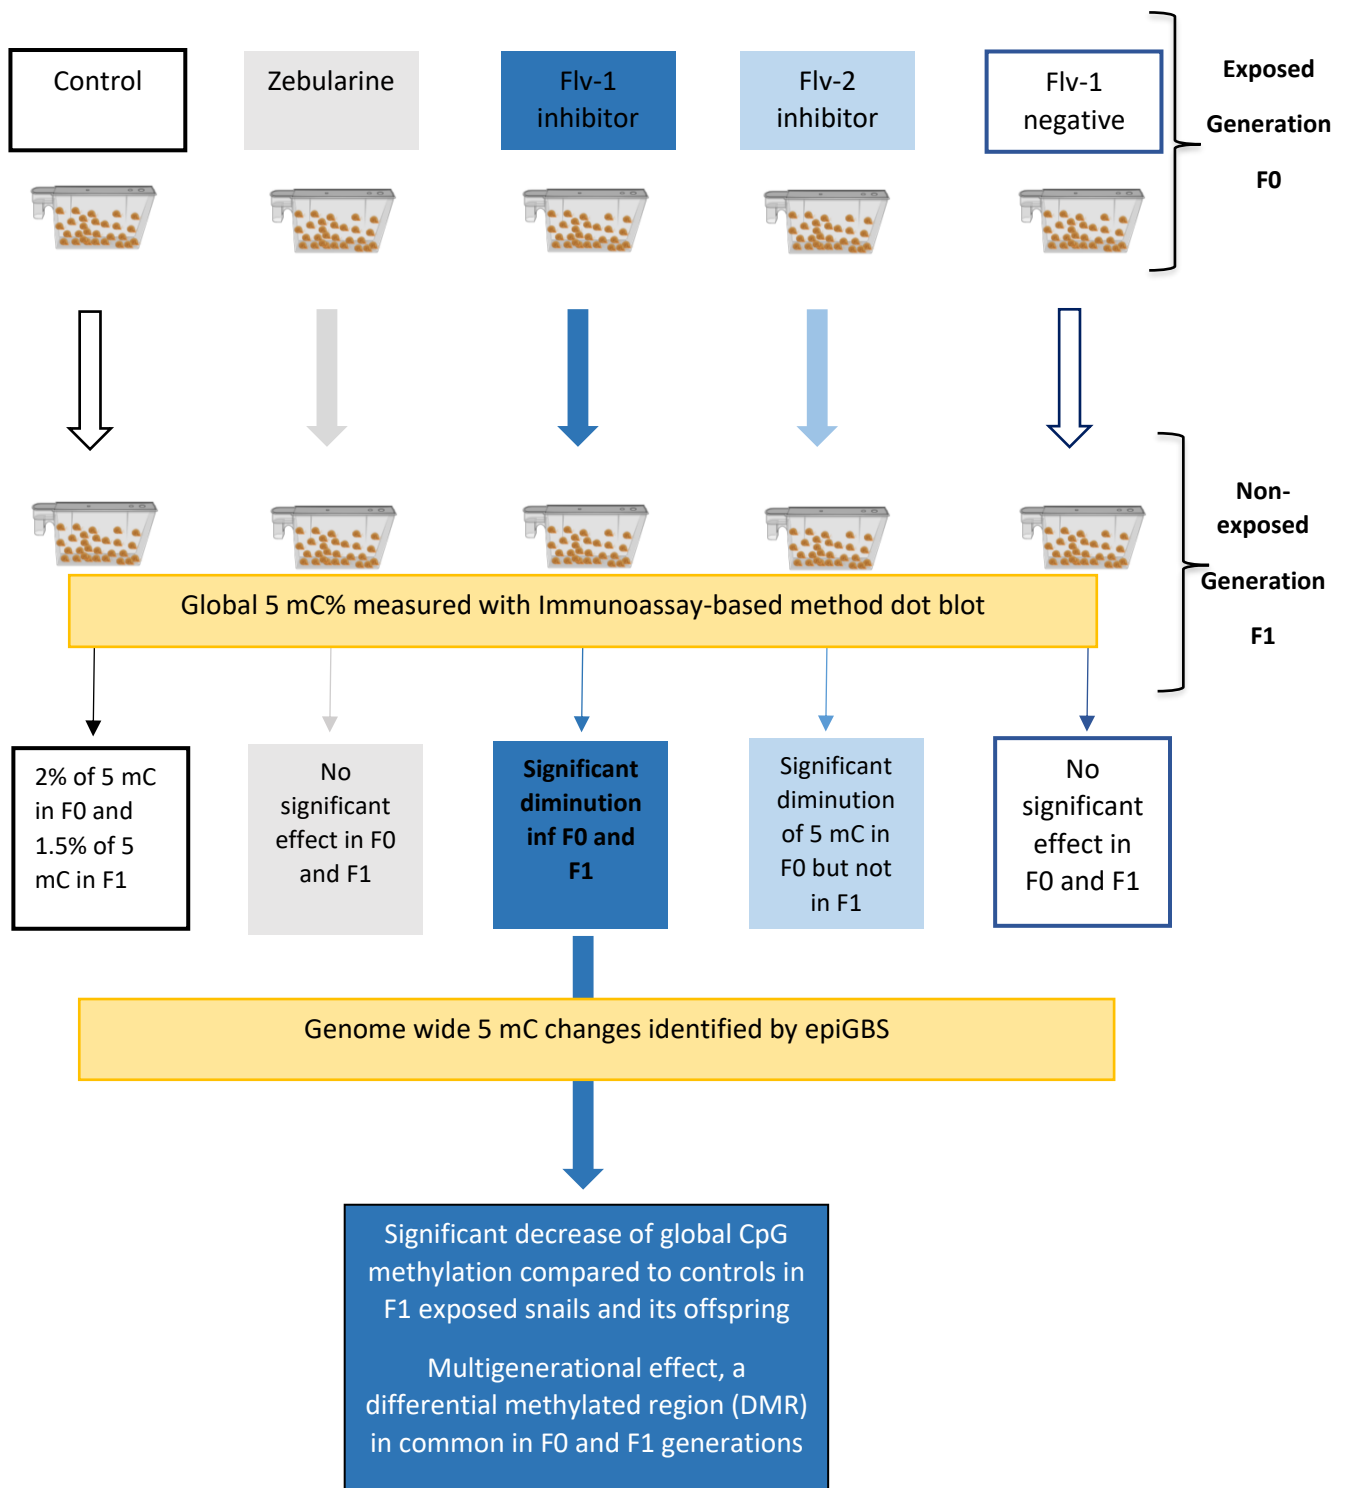 Control
Zebularine
Flv-1
inhibitor
Flv-2
inhibitor
Flv-1
negative
Exposed
Generation
F0
Non-
exposed
Generation
F1
Global 5 mC% measured with Immunoassay-based method dot blot
2% of 5 mC
in F0 and
1.5% of 5
mC in F1
No
significant
effect in F0
and F1
Significant
diminution
inf F0 and
F1
Significant
diminution
of 5 mC in
F0 but not
in F1
No
significant
effect in
F0 and F1
Genome wide 5 mC changes identified by epiGBS
Significant decrease of global CpG
methylation compared to controls in
F1 exposed snails and its offspring
Multigenerational effect, a
differential methylated region (DMR)
in common in F0 and F1 generations